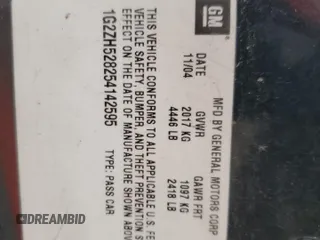 GM
MFD BY GENERAL MOTORS CORP
DATE GVWR GAWR FRT
11/04 2017 KG 1097 KG
4446 LB 2418 LB
THIS VEHICLE CONFORMS TO ALL APPLICABLE U.S. FE
VEHICLE SAFETY, BUMPER, AND THEFT PREVENTION S
EFFECT ON THE DATE OF MANUFACTURE SHOWN ABOV
1G2ZH528254142595 TYPE: PASS CAR
DREAMBID